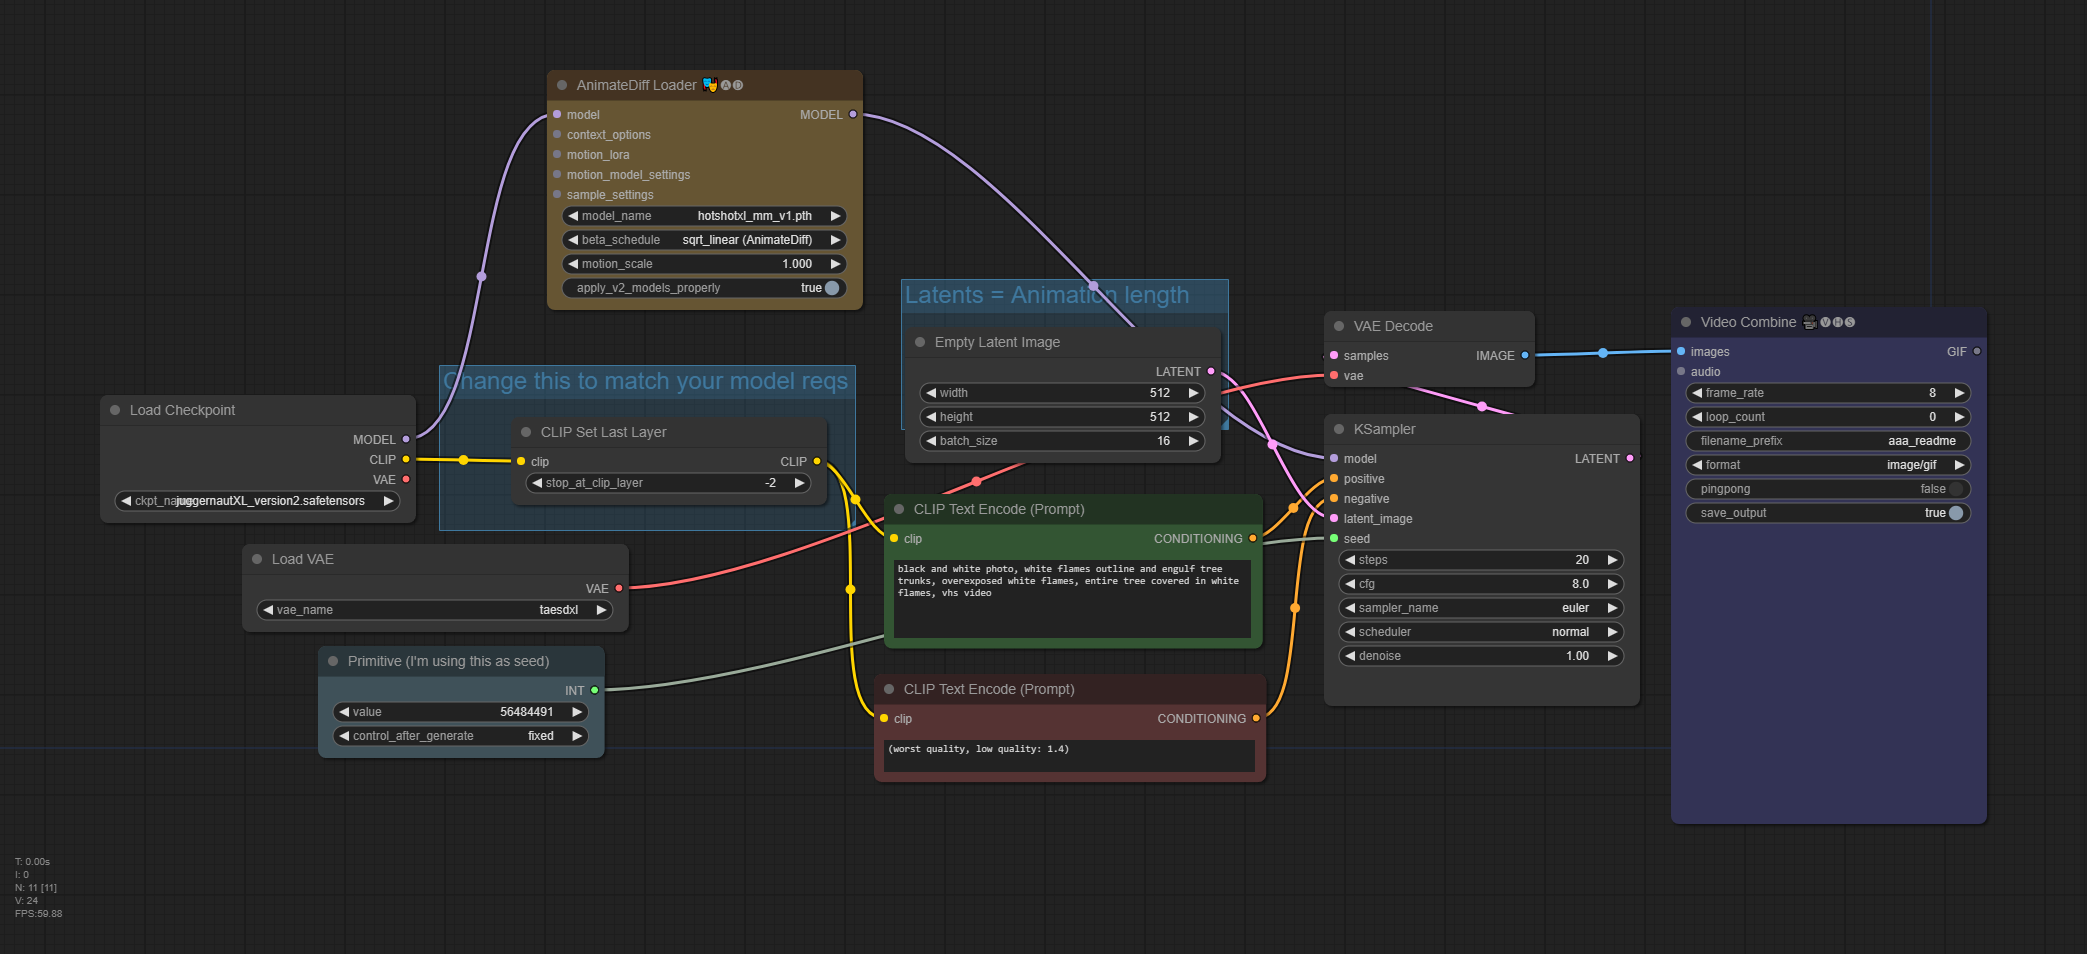 AnimateDiff Loader 🅐🅓
model MODEL
context_options
motion_lora
motion_model_settings
sample_settings
model_name hotshotxl_mm_v1.pth
beta_schedule sqrt_linear (AnimateDiff)
motion_scale 1.000
apply_v2_models_properly true
Latents = Animation length
Empty Latent Image
LATENT
width 512
height 512
batch_size 16
Change this to match your model reqs
CLIP Set Last Layer
clip CLIP
stop_at_clip_layer -2
Load Checkpoint
MODEL
CLIP
VAE
ckpt_name juggernautXL_version2.safetensors
Load VAE
VAE
vae_name taesdxl
Primitive (I'm using this as seed)
INT
value 56484491
control_after_generate fixed
CLIP Text Encode (Prompt)
clip CONDITIONING
black and white photo, white flames outline and engulf tree
trunks, overexposed white flames, entire tree covered in white
flames, vhs video
CLIP Text Encode (Prompt)
clip CONDITIONING
(worst quality, low quality: 1.4)
VAE Decode
samples IMAGE
vae
KSampler
model LATENT
positive
negative
latent_image
seed
steps 20
cfg 8.0
sampler_name euler
scheduler normal
denoise 1.00
Video Combine 🅥🅗🅢
images GIF
audio
frame_rate 8
loop_count 0
filename_prefix aaa_readme
format image/gif
pingpong false
save_output true
T: 0.00s
I: 0
N: 11 [11]
V: 24
FPS:59.88